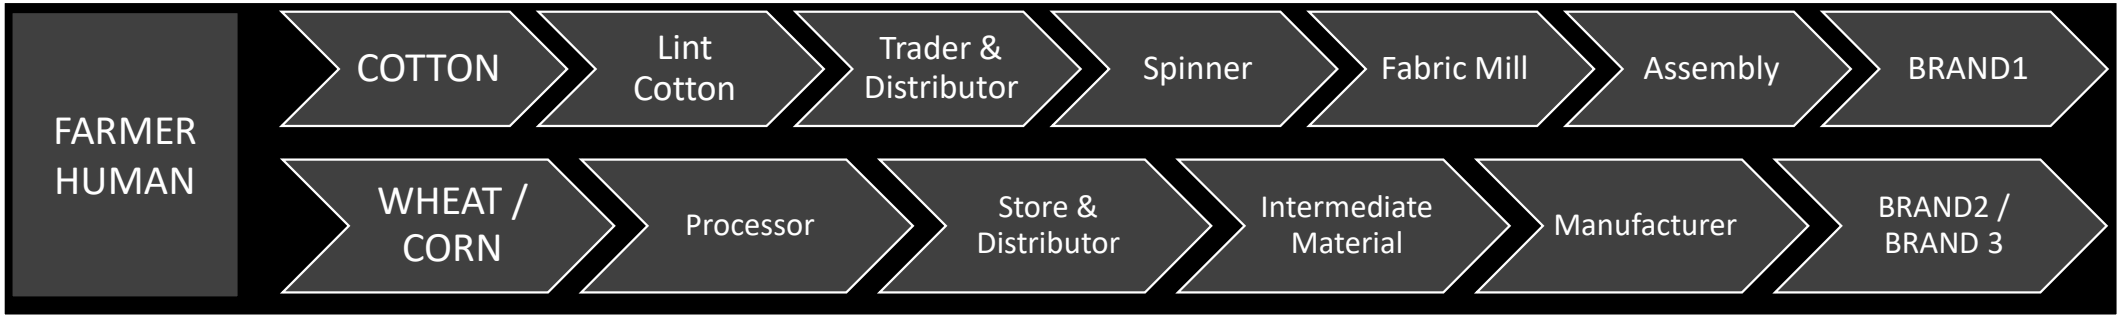 FARMER
HUMAN
COTTON
Lint
Cotton
Trader &
Distributor
Spinner
Fabric Mill
Assembly
BRAND1
WHEAT /
CORN
Processor
Store &
Distributor
Intermediate
Material
Manufacturer
BRAND2 /
BRAND 3